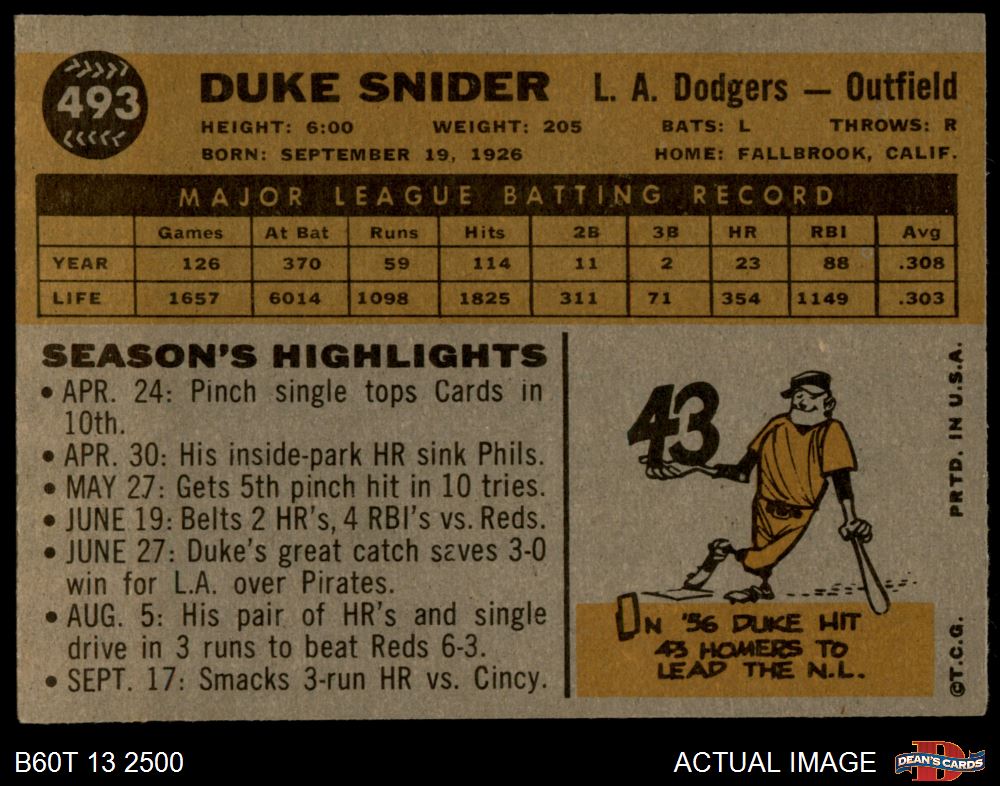 493
DUKE SNIDER L. A. Dodgers — Outfield
HEIGHT: 6:00 WEIGHT: 205 BATS: L THROWS: R
BORN: SEPTEMBER 19, 1926 HOME: FALLBROOK, CALIF.
MAJOR LEAGUE BATTING RECORD
Games At Bat Runs Hits 2B 3B HR RBI Avg
YEAR 126 370 59 114 11 2 23 88 .308
LIFE 1657 6014 1098 1825 311 71 354 1149 .303
SEASON'S HIGHLIGHTS
• APR. 24: Pinch single tops Cards in
10th.
• APR. 30: His inside-park HR sink Phils.
• MAY 27: Gets 5th pinch hit in 10 tries.
• JUNE 19: Belts 2 HR's, 4 RBI's vs. Reds.
• JUNE 27: Duke's great catch saves 3-0
win for L.A. over Pirates.
• AUG. 5: His pair of HR's and single
drive in 3 runs to beat Reds 6-3.
• SEPT. 17: Smacks 3-run HR vs. Cincy.
43
IN '56 DUKE HIT
43 HOMERS TO
LEAD THE N.L.
PRTD. IN U.S.A.
©T.C.G.
B60T 13 2500
ACTUAL IMAGE
D
DEAN'S CARDS